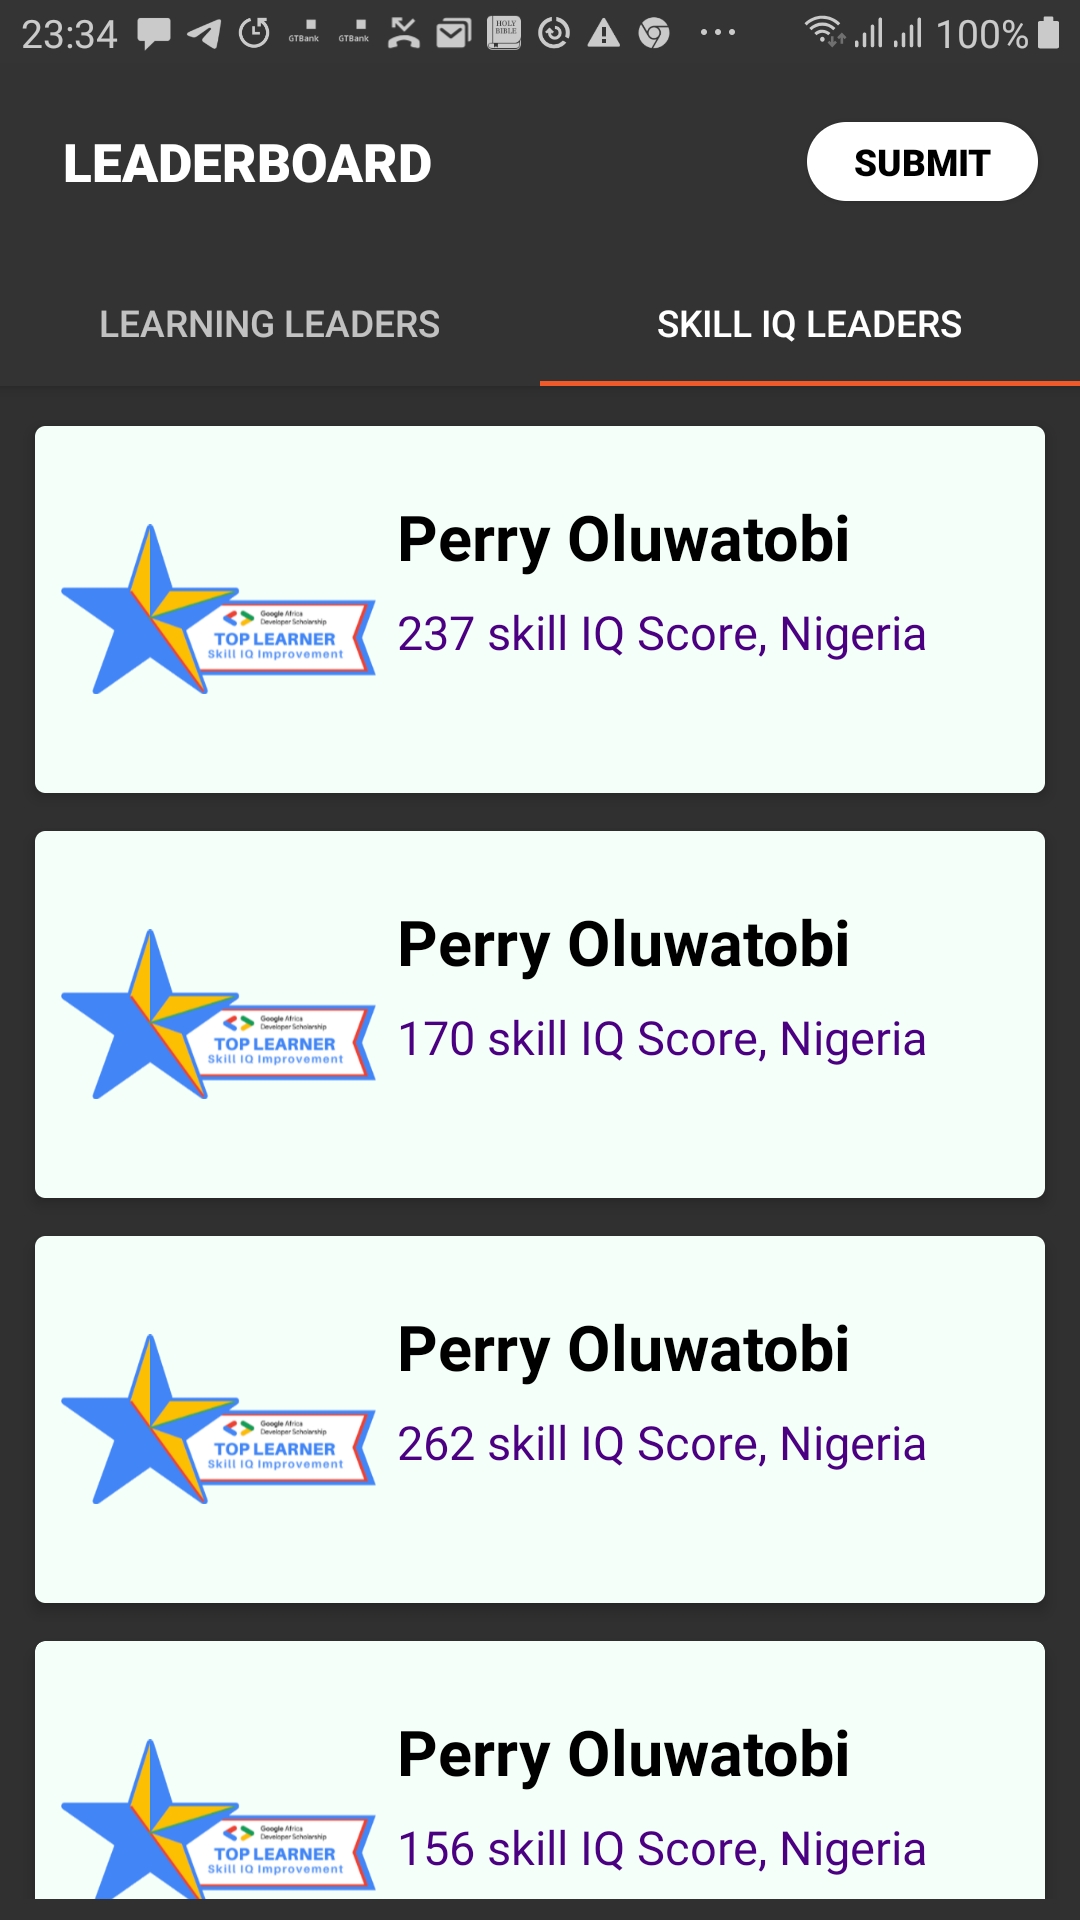 23:34 GTBank GTBank HOLY BIBLE 100%
LEADERBOARD
SUBMIT
LEARNING LEADERS
SKILL IQ LEADERS
Perry Oluwatobi
237 skill IQ Score, Nigeria
Google Africa
Developer Scholarship
TOP LEARNER
Skill IQ Improvement
Perry Oluwatobi
170 skill IQ Score, Nigeria
Google Africa
Developer Scholarship
TOP LEARNER
Skill IQ Improvement
Perry Oluwatobi
262 skill IQ Score, Nigeria
Google Africa
Developer Scholarship
TOP LEARNER
Skill IQ Improvement
Perry Oluwatobi
156 skill IQ Score, Nigeria
Google Africa
Developer Scholarship
TOP LEARNER
Skill IQ Improvement